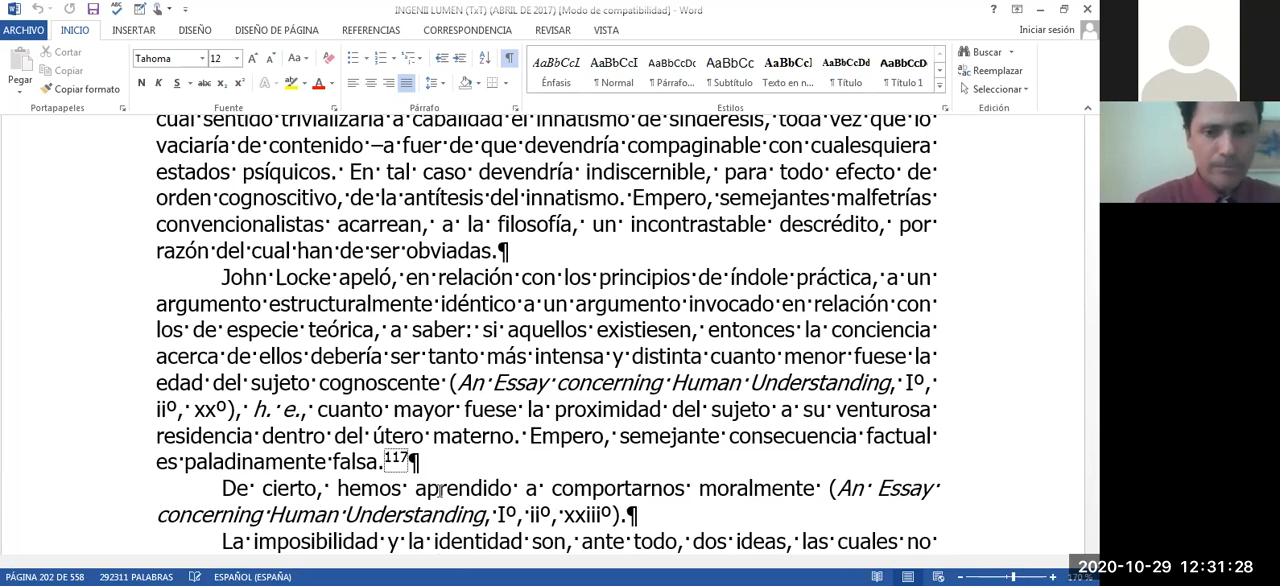 INGENII LUMEN (TxT) (ABRIL DE 2017) [Modo de compatibilidad] - Word
ARCHIVO INICIO INSERTAR DISEÑO DISEÑO DE PÁGINA REFERENCIAS CORRESPONDENCIA REVISAR VISTA Iniciar sesión
Pegar
Cortar
Copiar
Copiar formato
Portapapeles
Tahoma 12
N K S abc x₂ x²
Fuente
Párrafo
AaBbCcI AaBbCcI AaBbCcDc AaBbCc AaBbCcI AaBbCcDd AaBbCcD
Énfasis ¶ Normal ¶ Párrafo... ¶ Subtítulo Texto en n... ¶ Título ¶ Título 1
Estilos
Buscar
Reemplazar
Seleccionar
Edición
cual sentido trivializaría a cabalidad el innatismo de sindéresis, toda vez que lo
vaciaría de contenido –a fuer de que devendría compaginable con cualesquiera
estados psíquicos. En tal caso devendría indiscernible, para todo efecto de
orden cognoscitivo, de la antítesis del innatismo. Empero, semejantes malfetrías
convencionalistas acarrean, a la filosofía, un incontrastable descrédito, por
razón del cual han de ser obviadas.¶
John Locke apeló, en relación con los principios de índole práctica, a un
argumento estructuralmente idéntico a un argumento invocado en relación con
los de especie teórica, a saber: si aquellos existiesen, entonces la conciencia
acerca de ellos debería ser tanto más intensa y distinta cuanto menor fuese la
edad del sujeto cognoscente (An Essay concerning Human Understanding, Iº,
iiº, xxº), h. e., cuanto mayor fuese la proximidad del sujeto a su venturosa
residencia dentro del útero materno. Empero, semejante consecuencia factual
es paladinamente falsa.117¶
De cierto, hemos aprendido a comportarnos moralmente (An Essay
concerning Human Understanding, Iº, iiº, xxiiiº).¶
La imposibilidad y la identidad son, ante todo, dos ideas, las cuales no
2020-10-29 12:31:28
PÁGINA 202 DE 558 292311 PALABRAS ESPAÑOL (ESPAÑA) 170 %